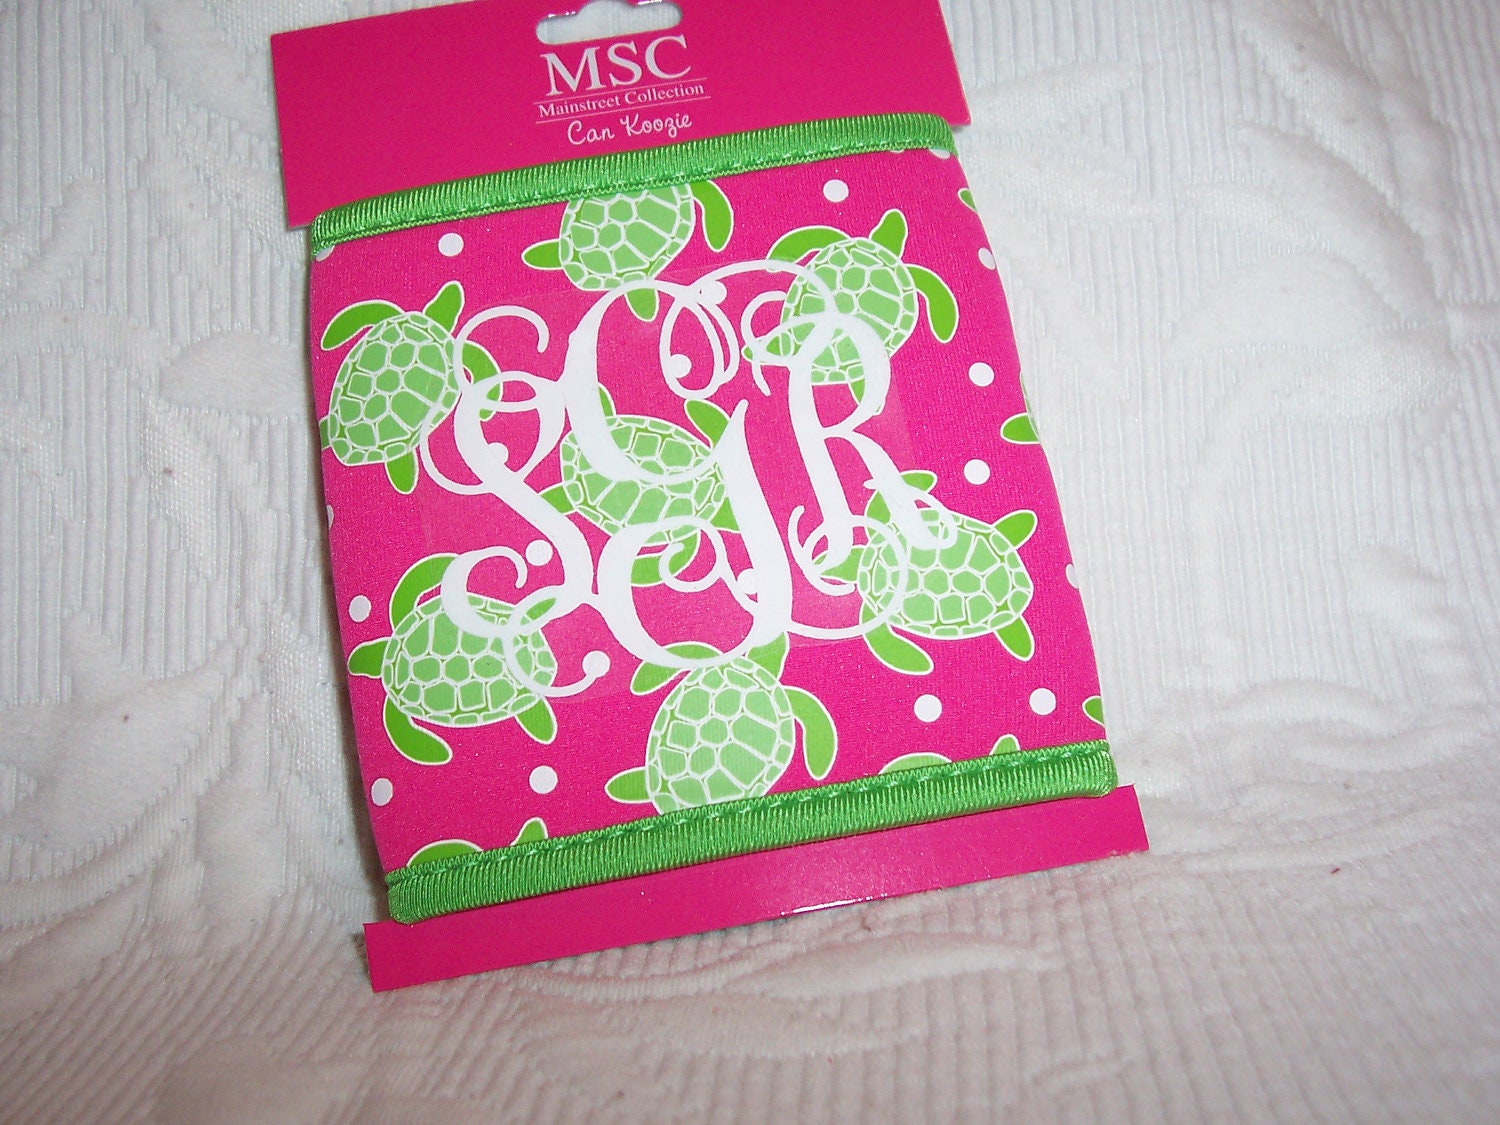 MSC
Mainstreet Collection
Can Koozie
SGR